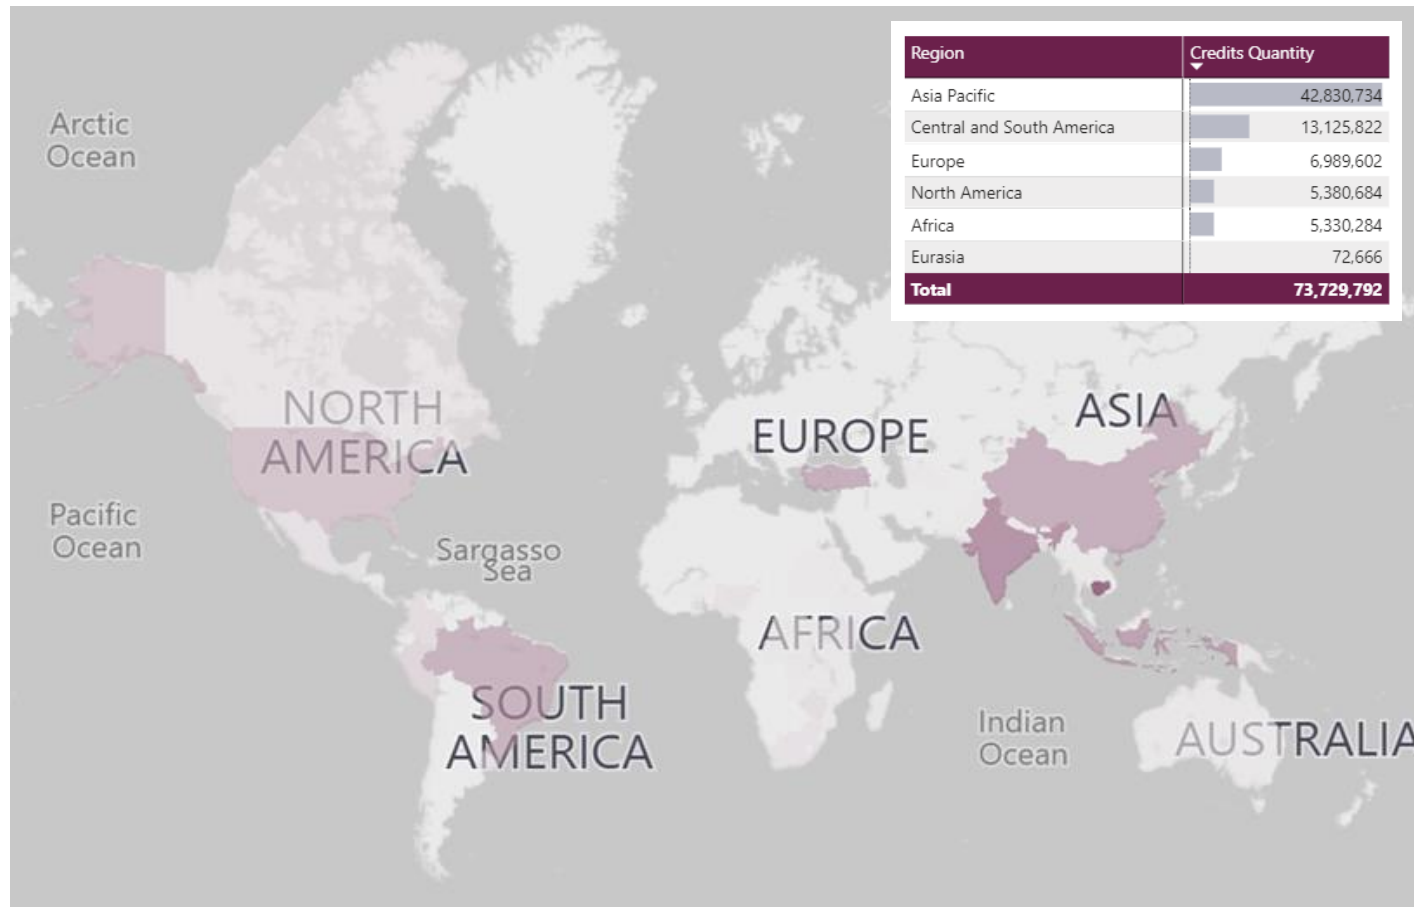 Region Credits Quantity
Asia Pacific 42,830,734
Central and South America 13,125,822
Europe 6,989,602
North America 5,380,684
Africa 5,330,284
Eurasia 72,666
Total 73,729,792
Arctic
Ocean
NORTH
AMERICA
EUROPE
ASIA
Pacific
Ocean
Sargasso
Sea
AFRICA
SOUTH
AMERICA
Indian
Ocean
AUSTRALIA